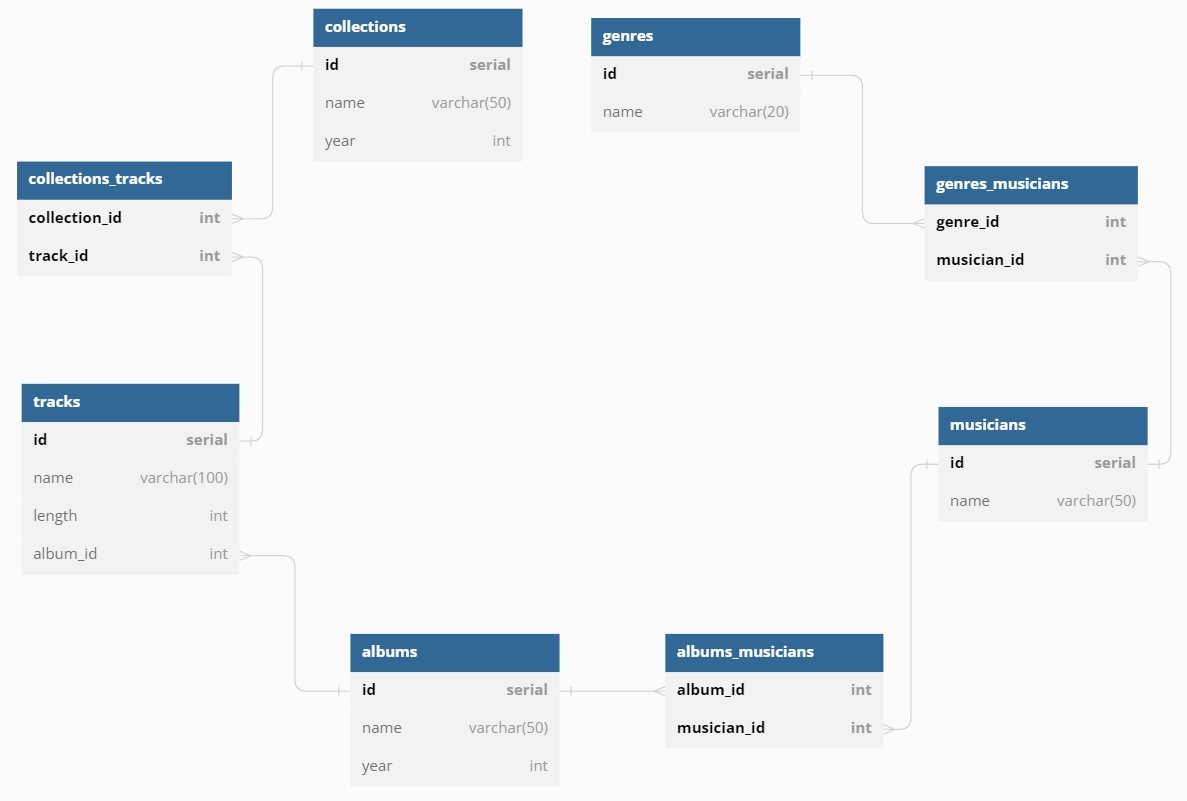 collections
id serial
name varchar(50)
year int
genres
id serial
name varchar(20)
collections_tracks
collection_id int
track_id int
genres_musicians
genre_id int
musician_id int
tracks
id serial
name varchar(100)
length int
album_id int
musicians
id serial
name varchar(50)
albums
id serial
name varchar(50)
year int
albums_musicians
album_id int
musician_id int